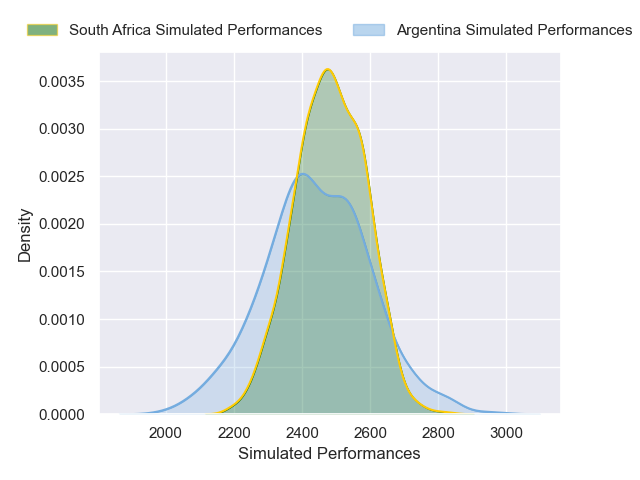 South Africa Simulated Performances Argentina Simulated Performances
0.0035
0.0030
0.0025
0.0020
0.0015
0.0010
0.0005
0.0000
Density
2000 2200 2400 2600 2800 3000
Simulated Performances